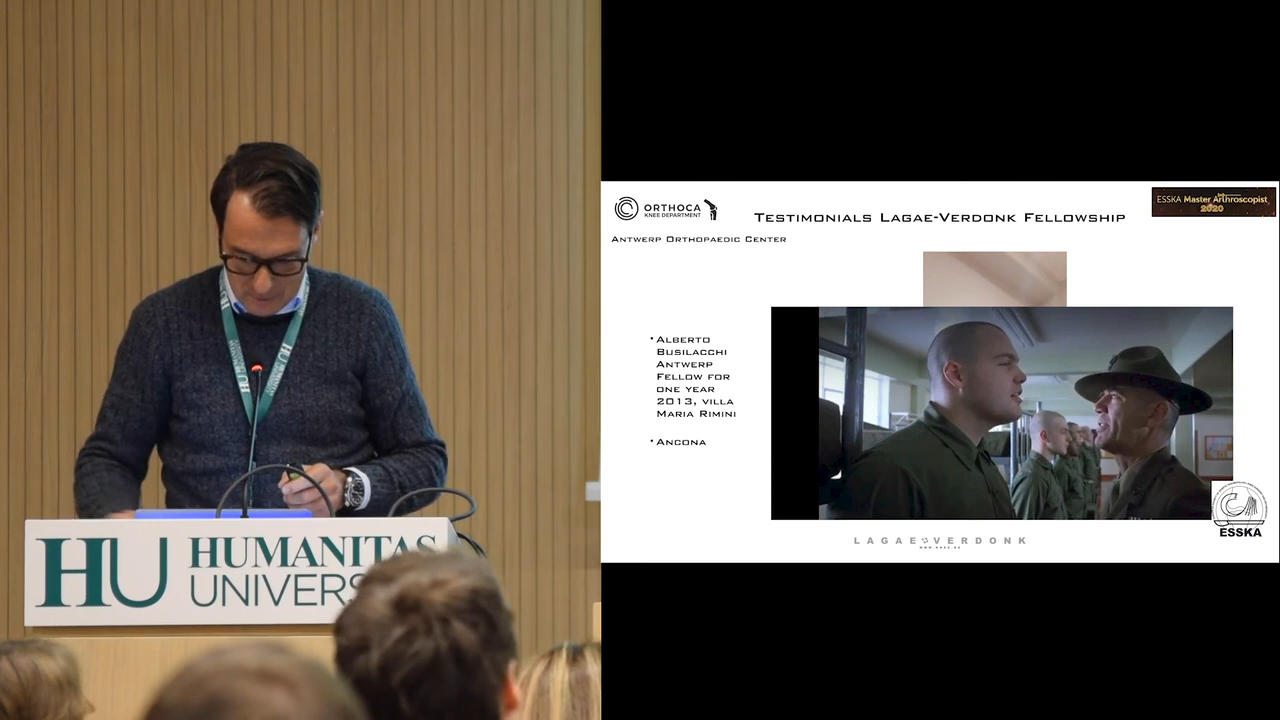 HU HUMANITAS
UNIVERS
HU
ORTHOCA
KNEE DEPARTMENT
ESSKA Master Arthroscopist
2020
Testimonials Lagae-Verdonk Fellowship
Antwerp Orthopaedic Center
• Alberto
Busilacchi
Antwerp
Fellow for
one year
2013, villa
Maria Rimini
• Ancona
ESSKA
LAGAE VERDONK